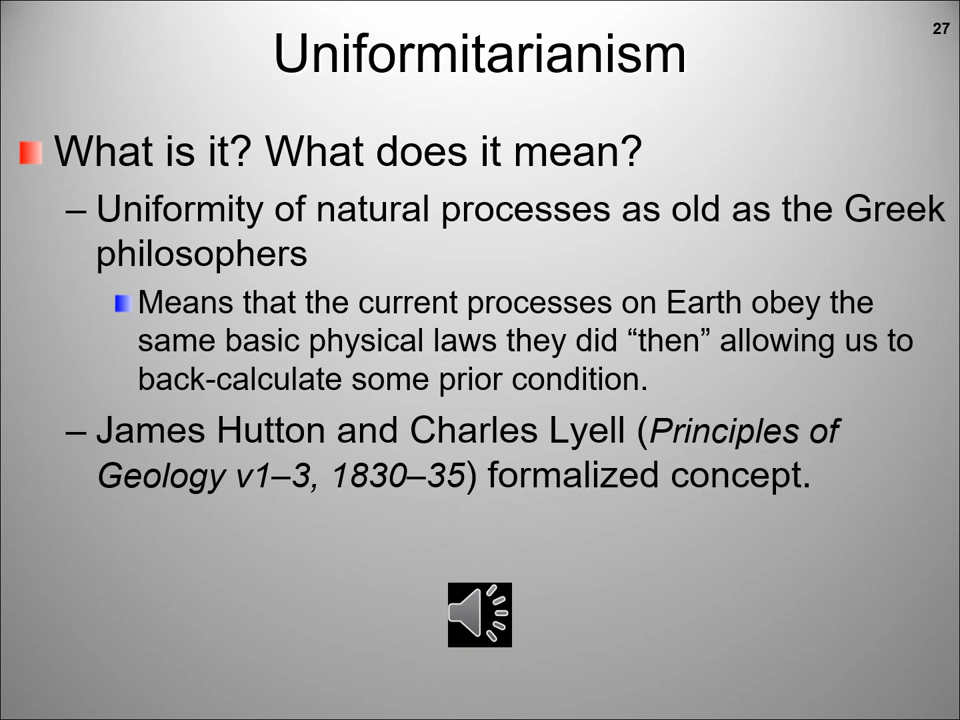 27
Uniformitarianism
What is it? What does it mean?
– Uniformity of natural processes as old as the Greek
philosophers
Means that the current processes on Earth obey the
same basic physical laws they did “then” allowing us to
back-calculate some prior condition.
– James Hutton and Charles Lyell (Principles of
Geology v1–3, 1830–35) formalized concept.